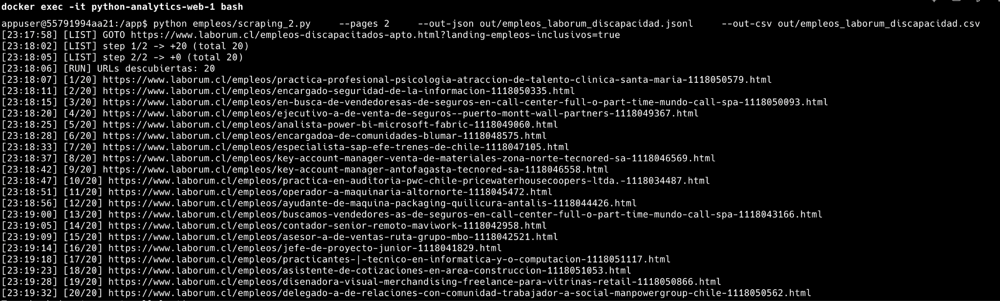 docker exec -it python-analytics-web-1 bash
appuser@55791994aa21:/app$ python empleos/scraping_2.py     --pages 2     --out-json out/empleos_laborum_discapacidad.jsonl     --out-csv out/empleos_laborum_discapacidad.csv
[23:17:58] [LIST] GOTO https://www.laborum.cl/empleos-discapacitados-apto.html?landing-empleos-inclusivos=true
[23:18:02] [LIST] step 1/2 -> +20 (total 20)
[23:18:05] [LIST] step 2/2 -> +0 (total 20)
[23:18:06] [RUN] URLs descubiertas: 20
[23:18:07] [1/20] https://www.laborum.cl/empleos/practica-profesional-psicologia-atraccion-de-talento-clinica-santa-maria-1118050579.html
[23:18:11] [2/20] https://www.laborum.cl/empleos/encargado-seguridad-de-la-informacion-1118050335.html
[23:18:15] [3/20] https://www.laborum.cl/empleos/en-busca-de-vendedoresas-de-seguros-en-call-center-full-o-part-time-mundo-call-spa-1118050093.html
[23:18:20] [4/20] https://www.laborum.cl/empleos/ejecutivo-a-de-venta-de-seguros--puerto-montt-wall-partners-1118049367.html
[23:18:25] [5/20] https://www.laborum.cl/empleos/analista-power-bi-microsoft-fabric-1118049060.html
[23:18:28] [6/20] https://www.laborum.cl/empleos/encargadoa-de-comunidades-blumar-1118048575.html
[23:18:33] [7/20] https://www.laborum.cl/empleos/especialista-sap-efe-trenes-de-chile-1118047105.html
[23:18:37] [8/20] https://www.laborum.cl/empleos/key-account-manager-venta-de-materiales-zona-norte-tecnored-sa-1118046569.html
[23:18:42] [9/20] https://www.laborum.cl/empleos/key-account-manager-antofagasta-tecnored-sa-1118046558.html
[23:18:47] [10/20] https://www.laborum.cl/empleos/practica-en-auditoria-pwc-chile-pricewaterhousecoopers-ltda.-1118034487.html
[23:18:51] [11/20] https://www.laborum.cl/empleos/operador-a-maquinaria-altornorte-1118045472.html
[23:18:56] [12/20] https://www.laborum.cl/empleos/ayudante-de-maquina-packaging-quilicura-antalis-1118044426.html
[23:19:00] [13/20] https://www.laborum.cl/empleos/buscamos-vendedores-as-de-seguros-en-call-center-full-o-part-time-mundo-call-spa-1118043166.html
[23:19:05] [14/20] https://www.laborum.cl/empleos/contador-senior-remoto-maviwork-1118042958.html
[23:19:09] [15/20] https://www.laborum.cl/empleos/asesor-a-de-ventas-ruta-grupo-mbo-1118042521.html
[23:19:14] [16/20] https://www.laborum.cl/empleos/jefe-de-proyecto-junior-1118041829.html
[23:19:18] [17/20] https://www.laborum.cl/empleos/practicantes-|-tecnico-en-informatica-y-o-computacion-1118051117.html
[23:19:23] [18/20] https://www.laborum.cl/empleos/asistente-de-cotizaciones-en-area-construccion-1118051053.html
[23:19:28] [19/20] https://www.laborum.cl/empleos/disenadora-visual-merchandising-freelance-para-vitrinas-retail-1118050866.html
[23:19:32] [20/20] https://www.laborum.cl/empleos/delegado-a-de-relaciones-con-comunidad-trabajador-a-social-manpowergroup-chile-1118050562.html